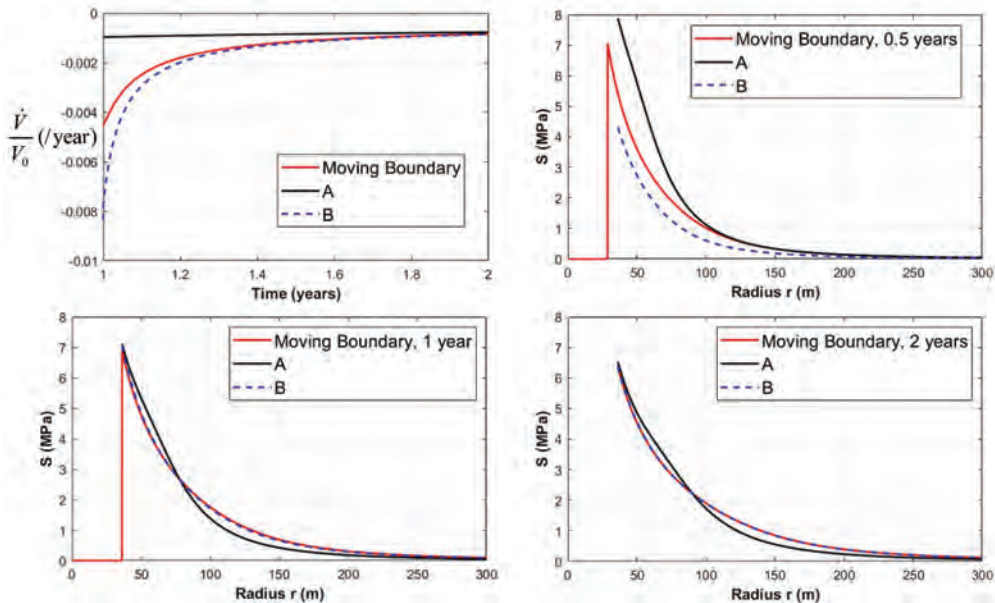 0
-0.002
-0.004
-0.006
-0.008
-0.01
V̇
V₀
(/year)
Moving Boundary
A
B
1 1.2 1.4 1.6 1.8 2
Time (years)
8
7
6
5
4
3
2
1
0
S (MPa)
Moving Boundary, 0.5 years
A
B
0 50 100 150 200 250 300
Radius r (m)
8
7
6
5
4
3
2
1
0
S (MPa)
Moving Boundary, 1 year
A
B
0 50 100 150 200 250 300
Radius r (m)
8
7
6
5
4
3
2
1
0
S (MPa)
Moving Boundary, 2 years
A
B
0 50 100 150 200 250 300
Radius r (m)